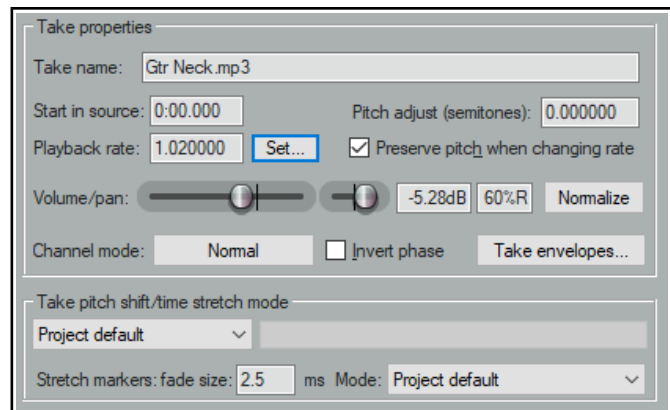 Take properties
Take name: Gtr Neck.mp3
Start in source: 0:00.000 Pitch adjust (semitones): 0.000000
Playback rate: 1.020000 Set... Preserve pitch when changing rate
Volume/pan: -5.28dB 60%R Normalize
Channel mode: Normal Invert phase Take envelopes...
Take pitch shift/time stretch mode
Project default
Stretch markers: fade size: 2.5 ms Mode: Project default